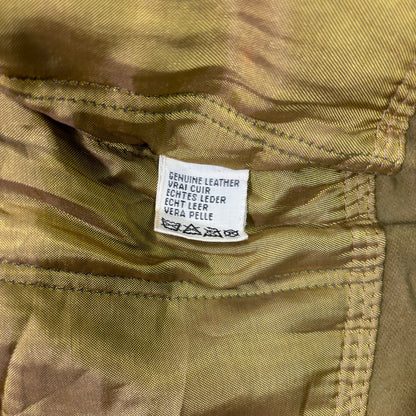 GENUINE LEATHER
VRAI CUIR
ECHTES LEDER
ECHT LEER
VERA PELLE